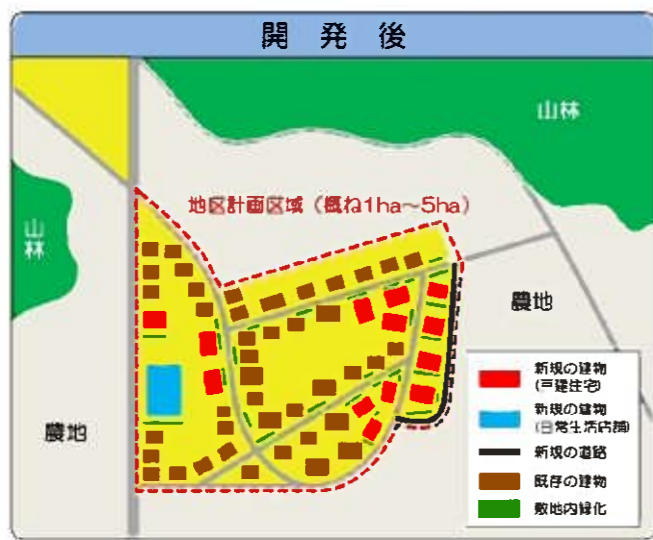 開発後
山林
地区計画区域（概ね1ha～5ha）
山林
農地
農地
新規の建物
(戸建住宅)
新規の建物
(日常生活店舗)
新規の道路
既存の建物
敷地内緑化